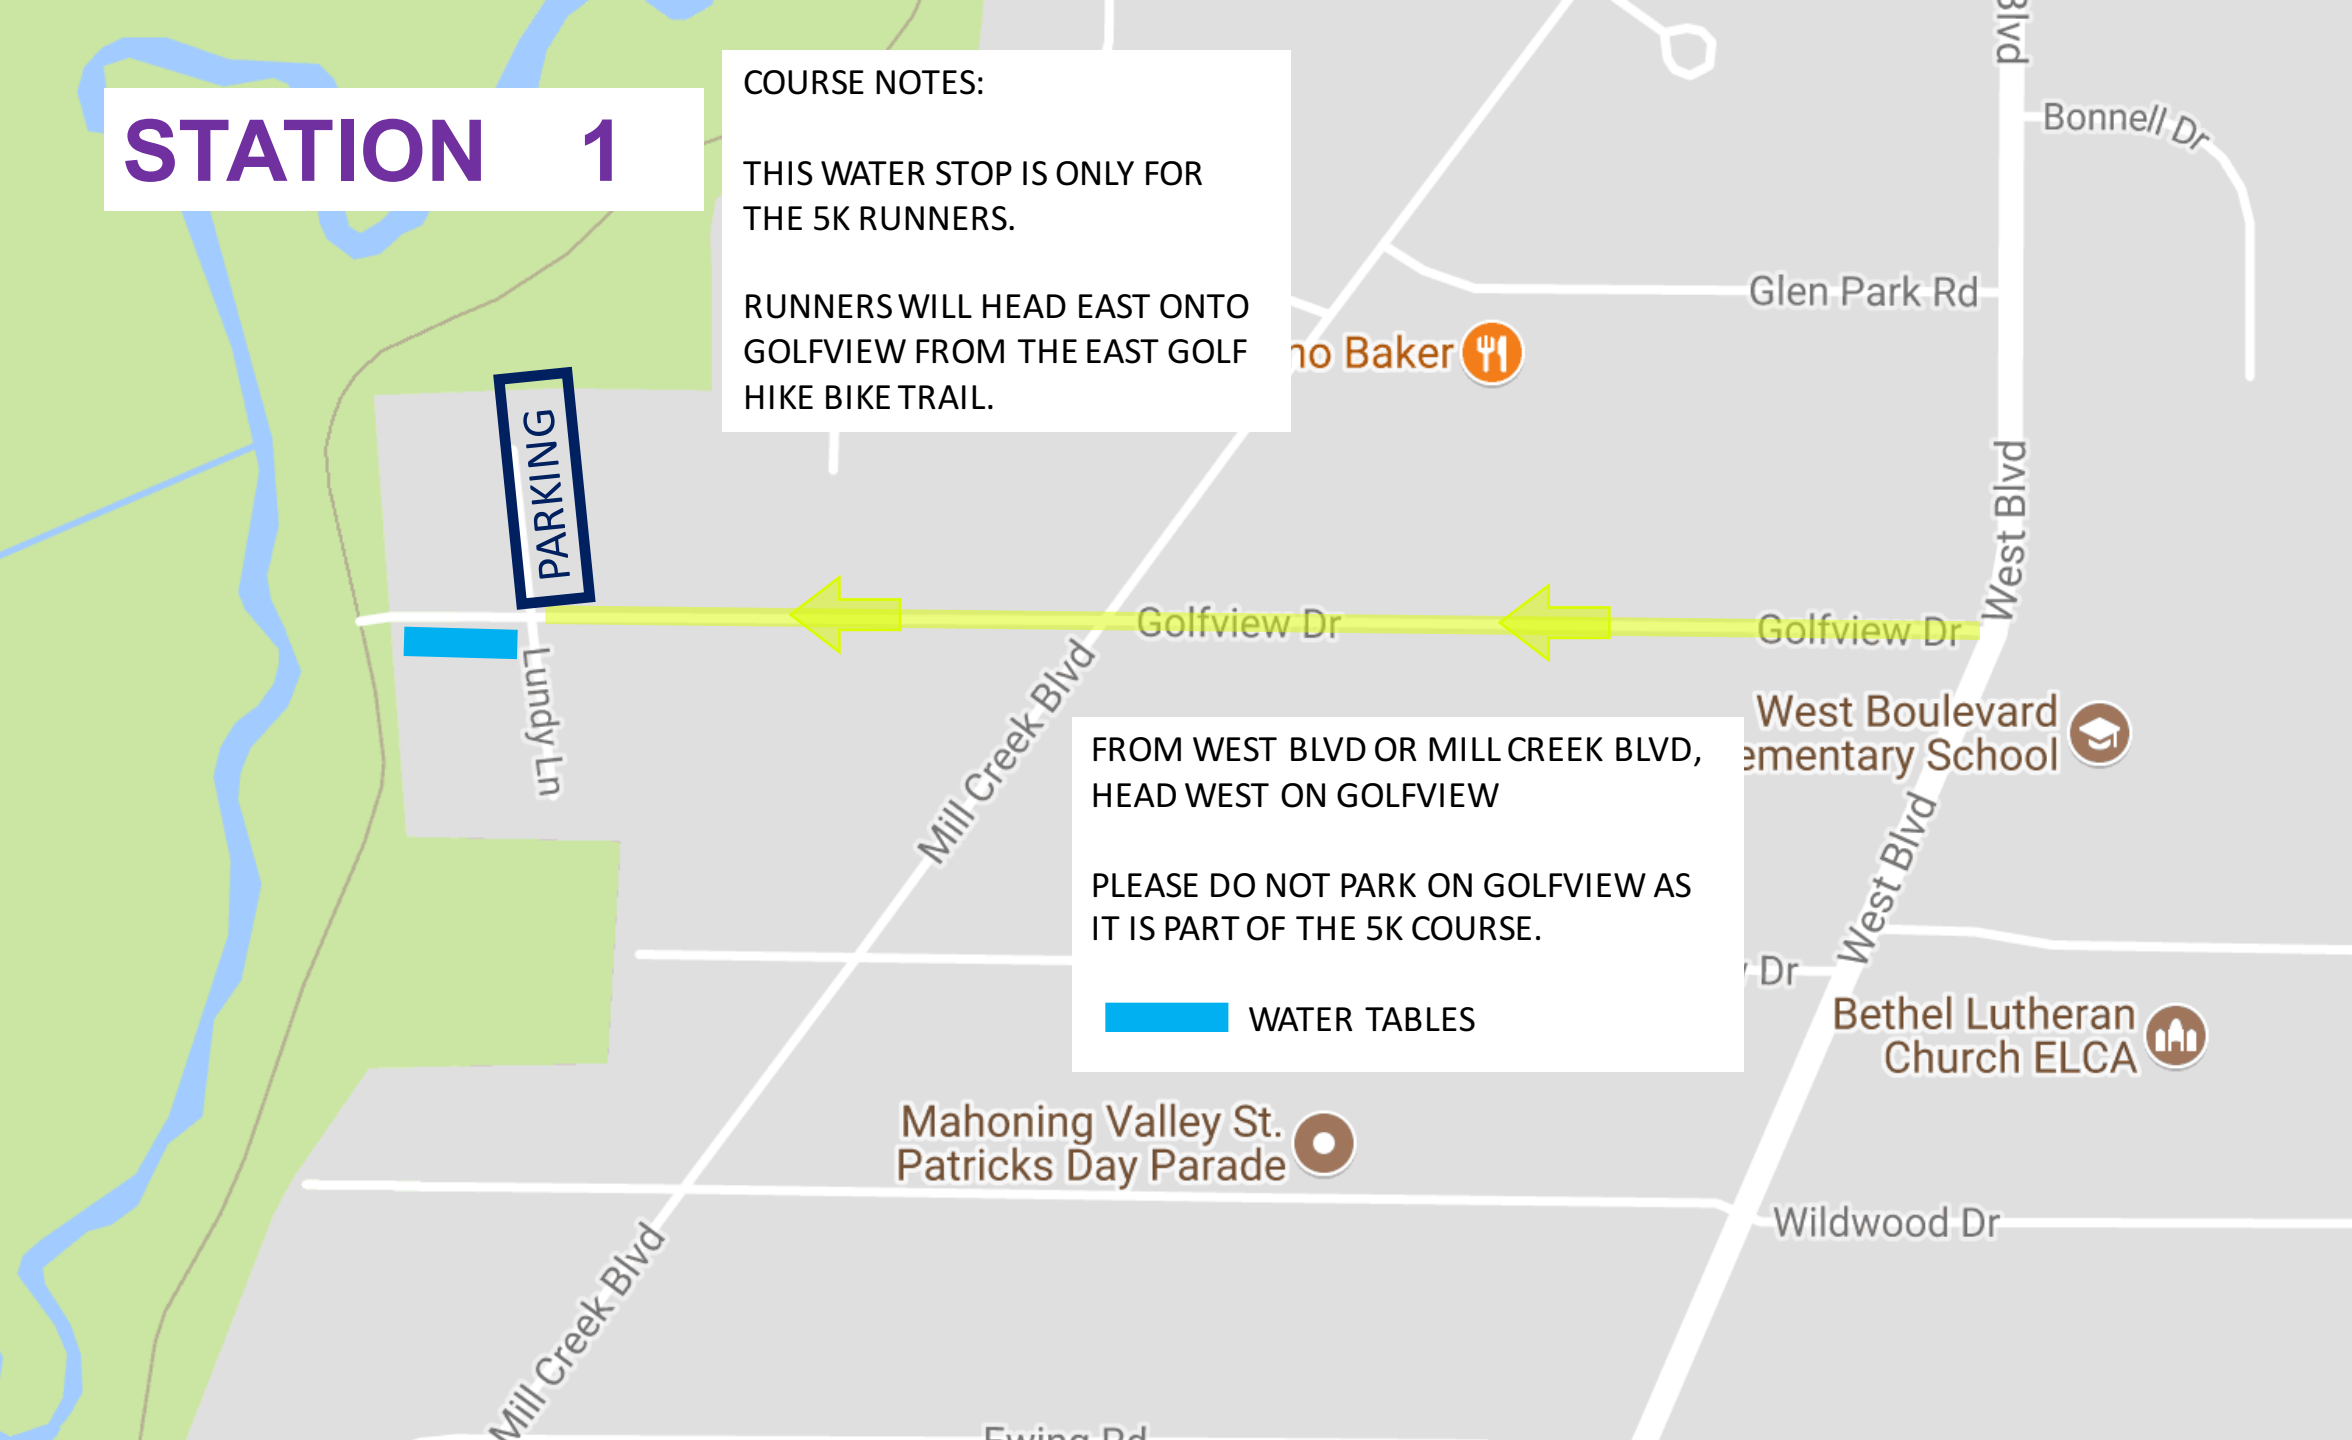 STATION 1
COURSE NOTES:
THIS WATER STOP IS ONLY FOR
THE 5K RUNNERS.
RUNNERS WILL HEAD EAST ONTO
GOLFVIEW FROM THE EAST GOLF
HIKE BIKE TRAIL.
Blvd
Bonnell Dr
Glen Park Rd
Baker
PARKING
West Blvd
Golfview Dr
Golfview Dr
Lundy Ln
Mill Creek Blvd
West Boulevard
School
FROM WEST BLVD OR MILL CREEK BLVD,
HEAD WEST ON GOLFVIEW
PLEASE DO NOT PARK ON GOLFVIEW AS
IT IS PART OF THE 5K COURSE.
WATER TABLES
West Blvd
Dr
Bethel Lutheran
Church ELCA
Mahoning Valley St.
Patricks Day Parade
Wildwood Dr
Mill Creek Blvd